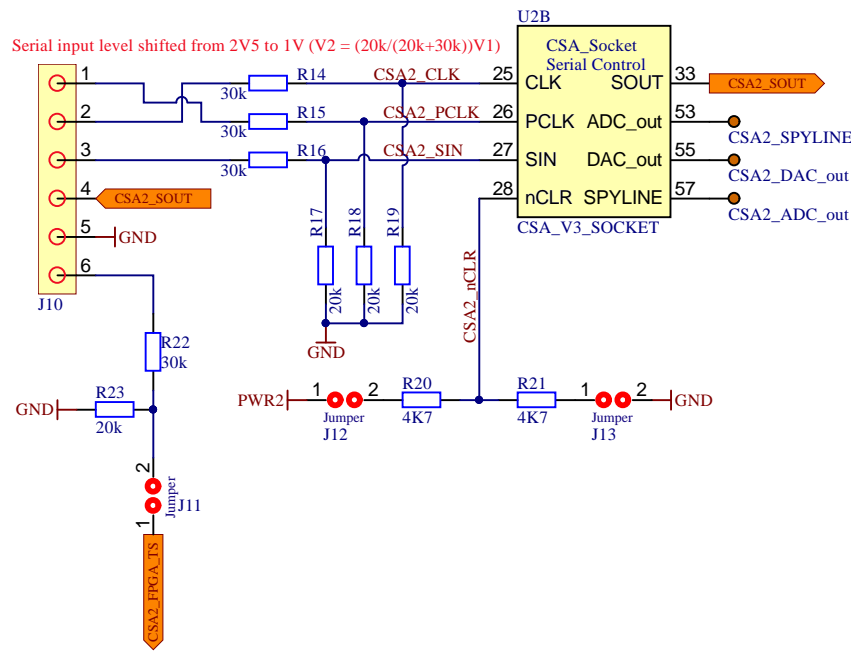 U2B
Serial input level shifted from 2V5 to 1V (V2 = (20k/(20k+30k))V1)
CSA_Socket
Serial Control
1
30k
R14
CSA2_CLK
25
CLK
SOUT
33
CSA2_SOUT
2
30k
R15
CSA2_PCLK
26
PCLK
ADC_out
53
CSA2_SPYLINE
3
30k
R16
CSA2_SIN
27
SIN
DAC_out
55
CSA2_DAC_out
4
CSA2_SOUT
28
nCLR
SPYLINE
57
CSA2_ADC_out
CSA_V3_SOCKET
5
GND
6
J10
R17
R18
R19
20k
20k
20k
GND
CSA2_nCLR
R22
30k
GND
R23
20k
PWR2
1
2
Jumper
J12
R20
4K7
R21
4K7
1
2
Jumper
J13
GND
2
Jumper
J11
1
CSA2_FPGA_TS